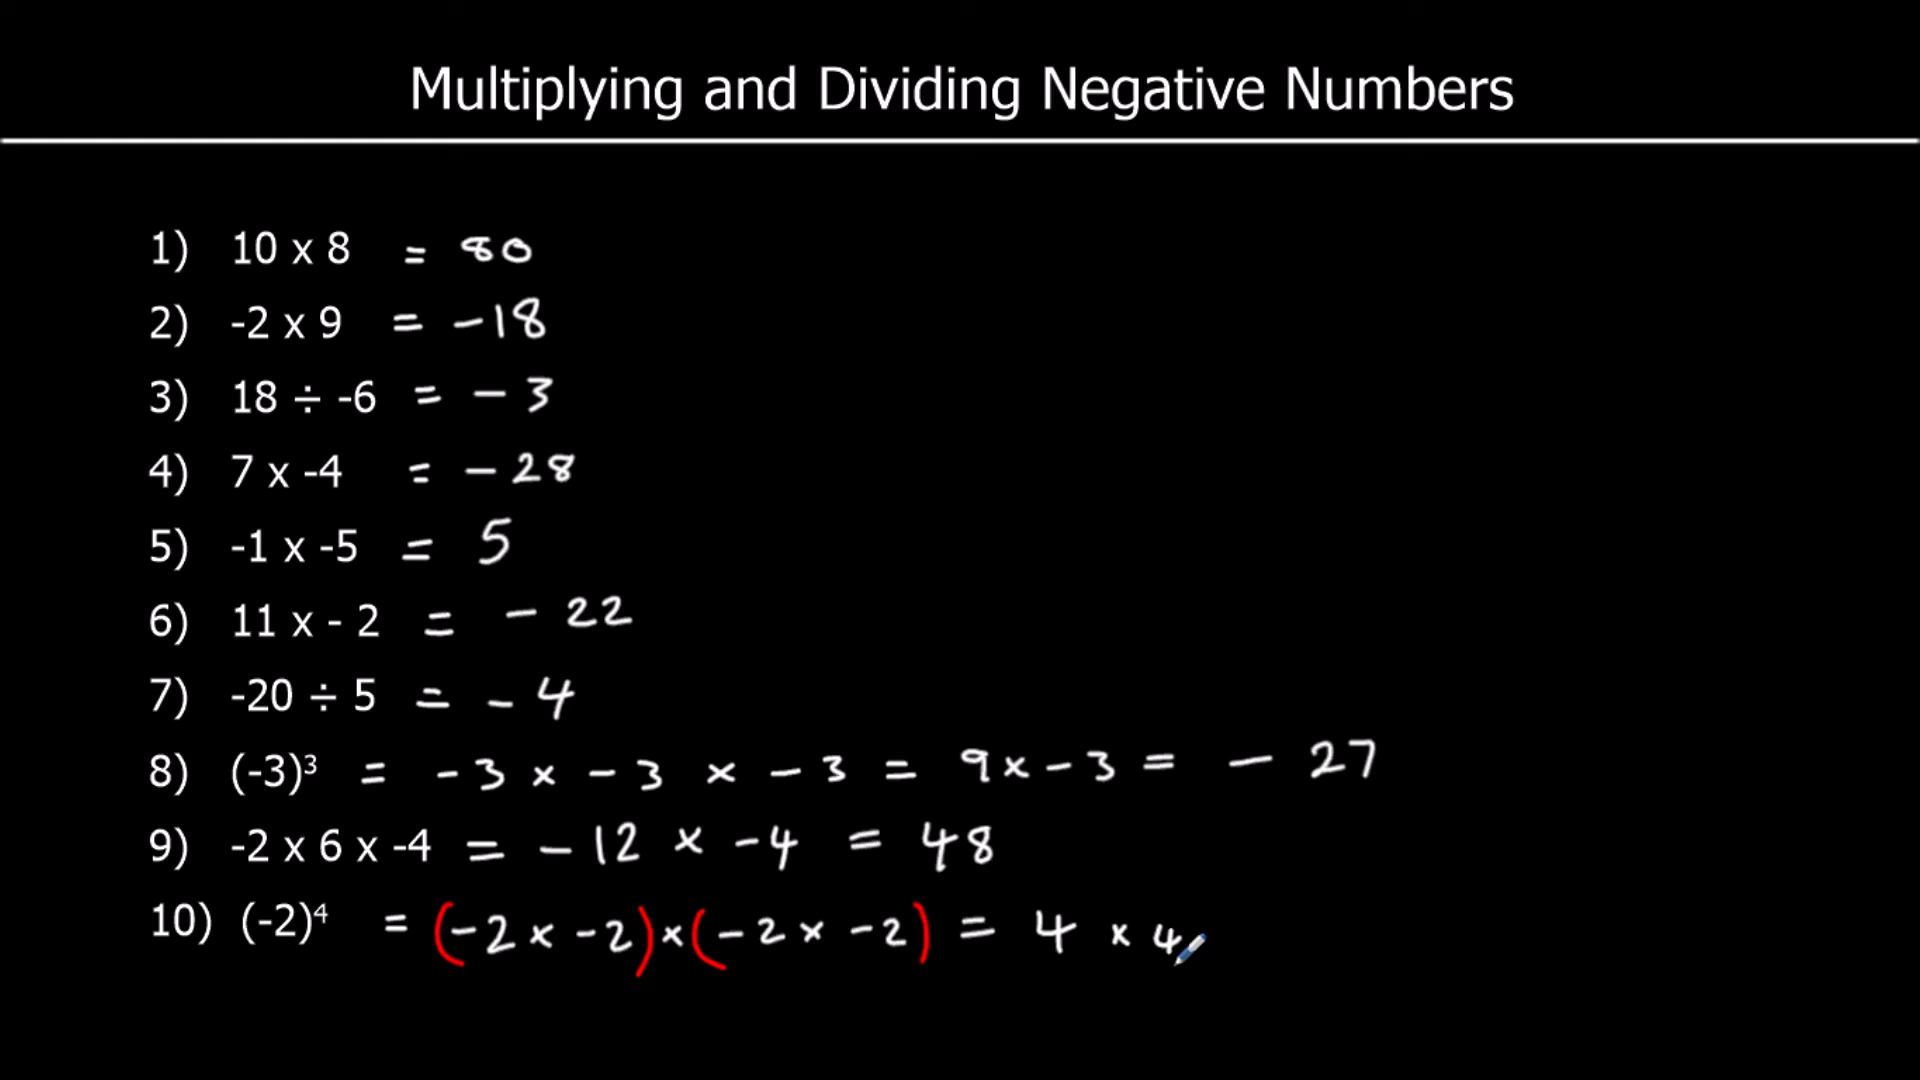 Multiplying and Dividing Negative Numbers
1) 10 x 8 = 80
2) -2 x 9 = -18
3) 18 ÷ -6 = -3
4) 7 x -4 = -28
5) -1 x -5 = 5
6) 11 x - 2 = -22
7) -20 ÷ 5 = -4
8) (-3)³ = -3 x -3 x -3 = 9 x -3 = -27
9) -2 x 6 x -4 = -12 x -4 = 48
10) (-2)⁴ = (-2 x -2) x (-2 x -2) = 4 x 4